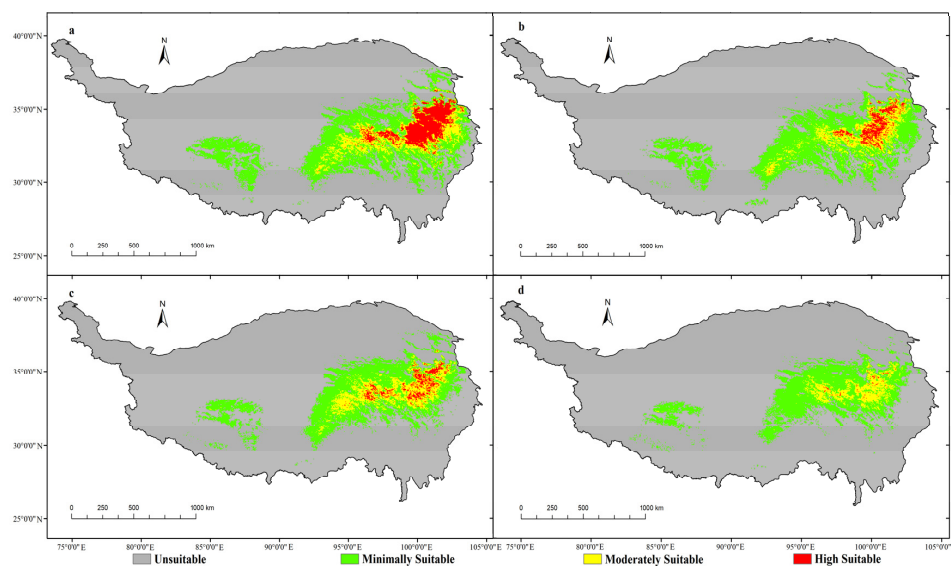 a
b
N
N
40°0'0"N
35°0'0"N
30°0'0"N
25°0'0"N
0 250 500 1000 km
0 250 500 1000 km
c
d
N
N
40°0'0"N
15°0'0"N
30°0'0"N
25°0'0"N
0 250 500 1000 km
0 250 500 1000 km
75°0'0"E 80°0'0"E 85°0'0"E 90°0'0"E 95°0'0"E 100°0'0"E 105°0'0"E 75°0'0"E 80°0'0"E 85°0'0"E 90°0'0"E 95°0'0"E 100°0'0"E 105°0'0"E
Unsuitable Minimally Suitable Moderately Suitable High Suitable